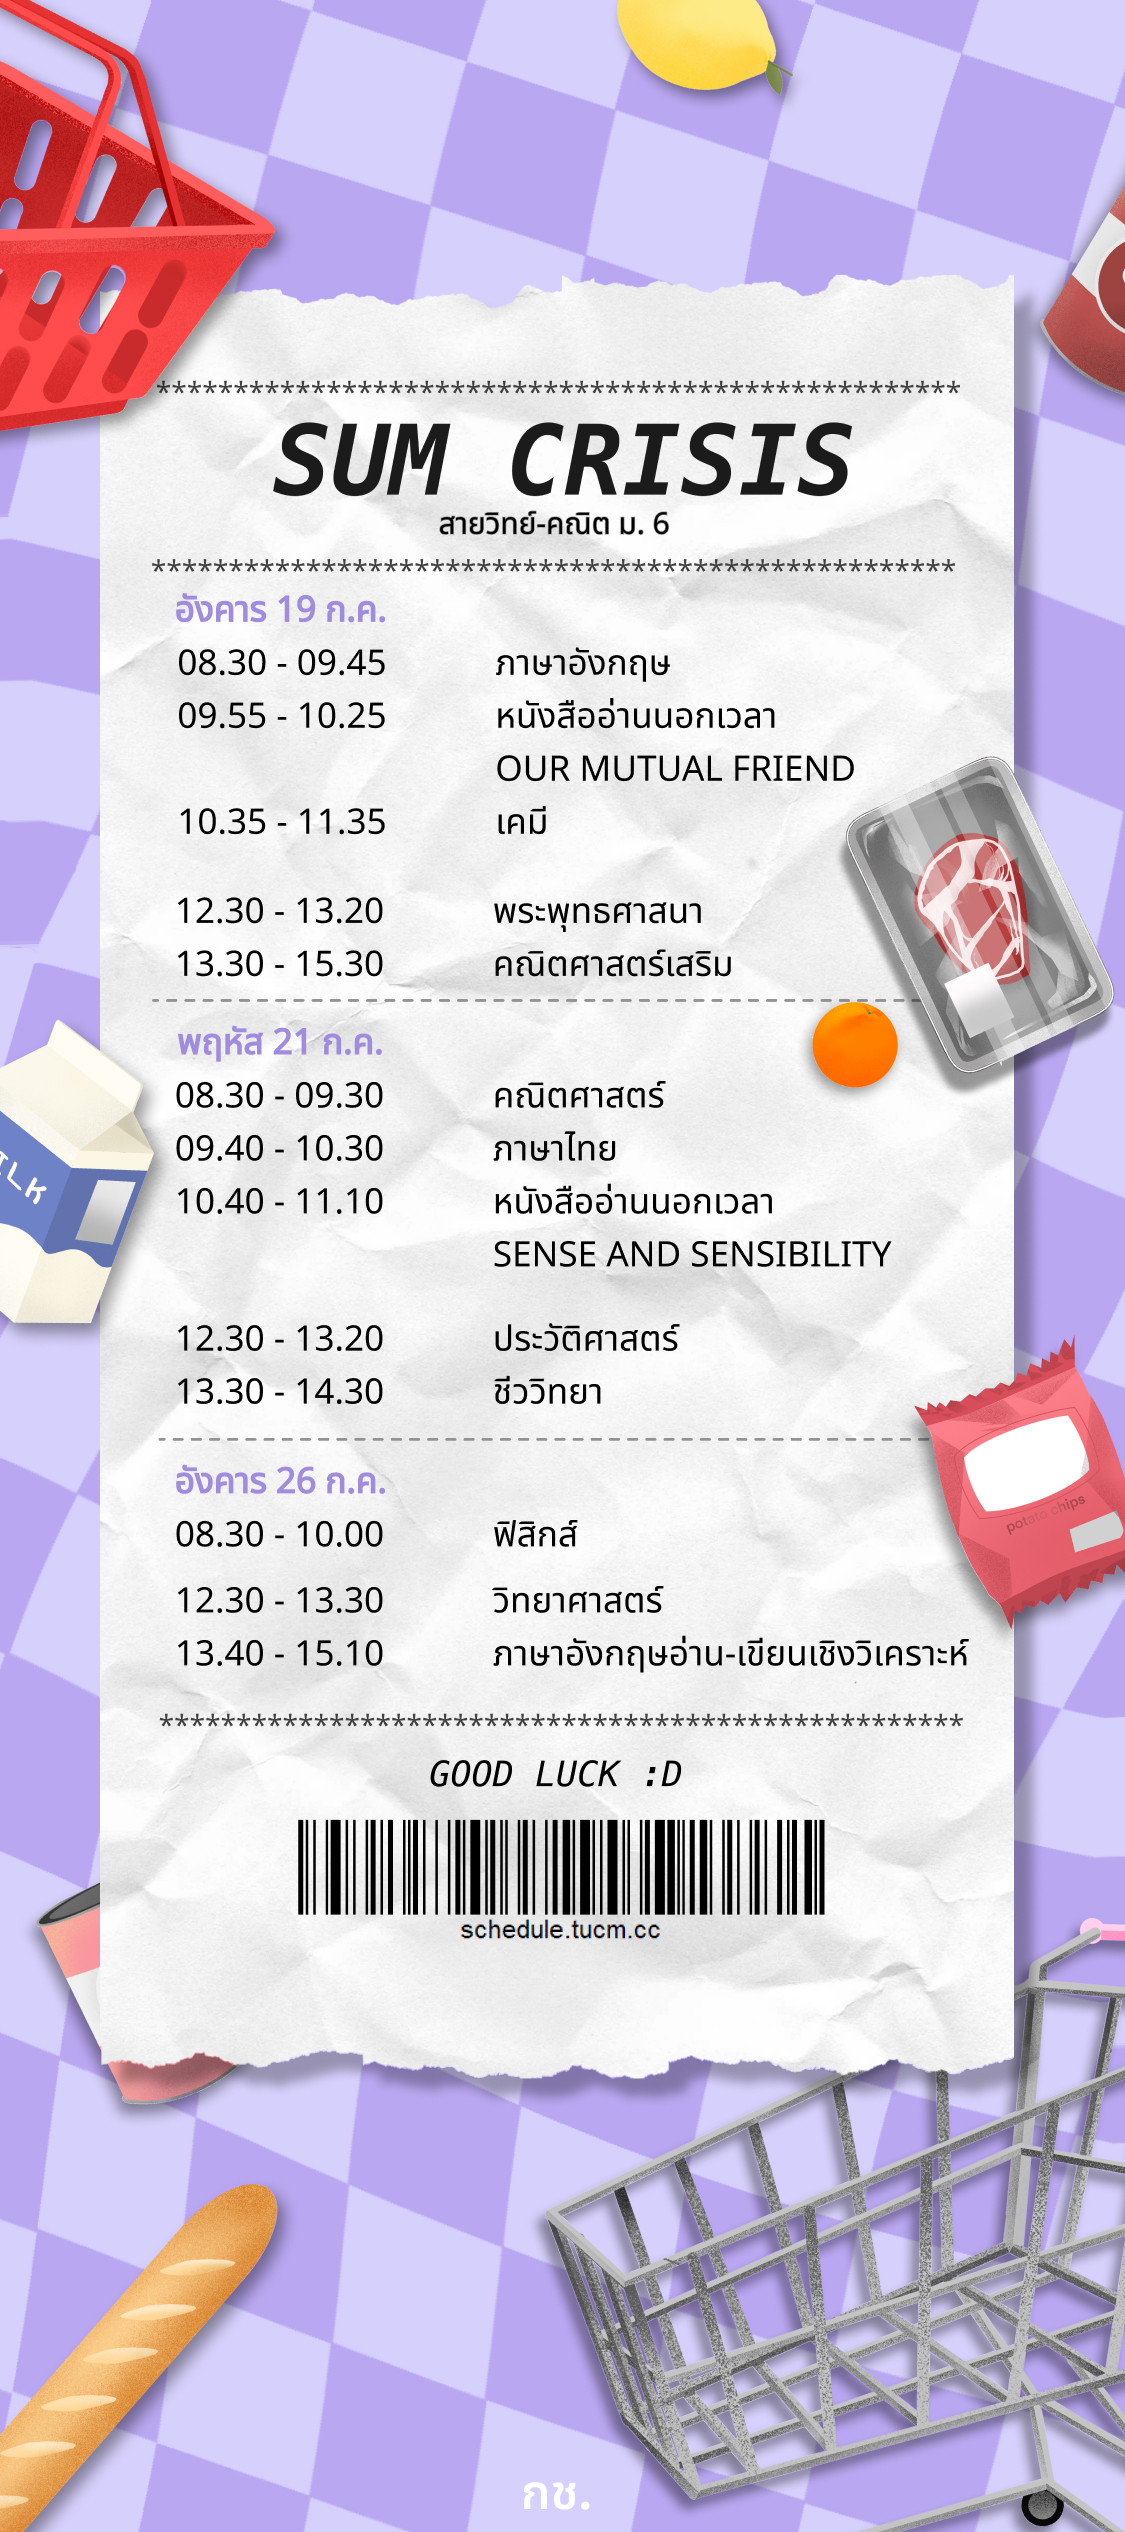 ****************************************************
SUM CRISIS
สายวิทย์-คณิต ม. 6
****************************************************
อังคาร 19 ก.ค.
08.30 - 09.45 ภาษาอังกฤษ
09.55 - 10.25 หนังสืออ่านนอกเวลา
OUR MUTUAL FRIEND
10.35 - 11.35 เคมี
12.30 - 13.20 พระพุทธศาสนา
13.30 - 15.30 คณิตศาสตร์เสริม
พฤหัส 21 ก.ค.
08.30 - 09.30 คณิตศาสตร์
09.40 - 10.30 ภาษาไทย
10.40 - 11.10 หนังสืออ่านนอกเวลา
SENSE AND SENSIBILITY
12.30 - 13.20 ประวัติศาสตร์
13.30 - 14.30 ชีววิทยา
อังคาร 26 ก.ค.
08.30 - 10.00 ฟิสิกส์
12.30 - 13.30 วิทยาศาสตร์
13.40 - 15.10 ภาษาอังกฤษอ่าน-เขียนเชิงวิเคราะห์
****************************************************
GOOD LUCK :D
schedule.tucm.cc
ILK
potato chips
กช.